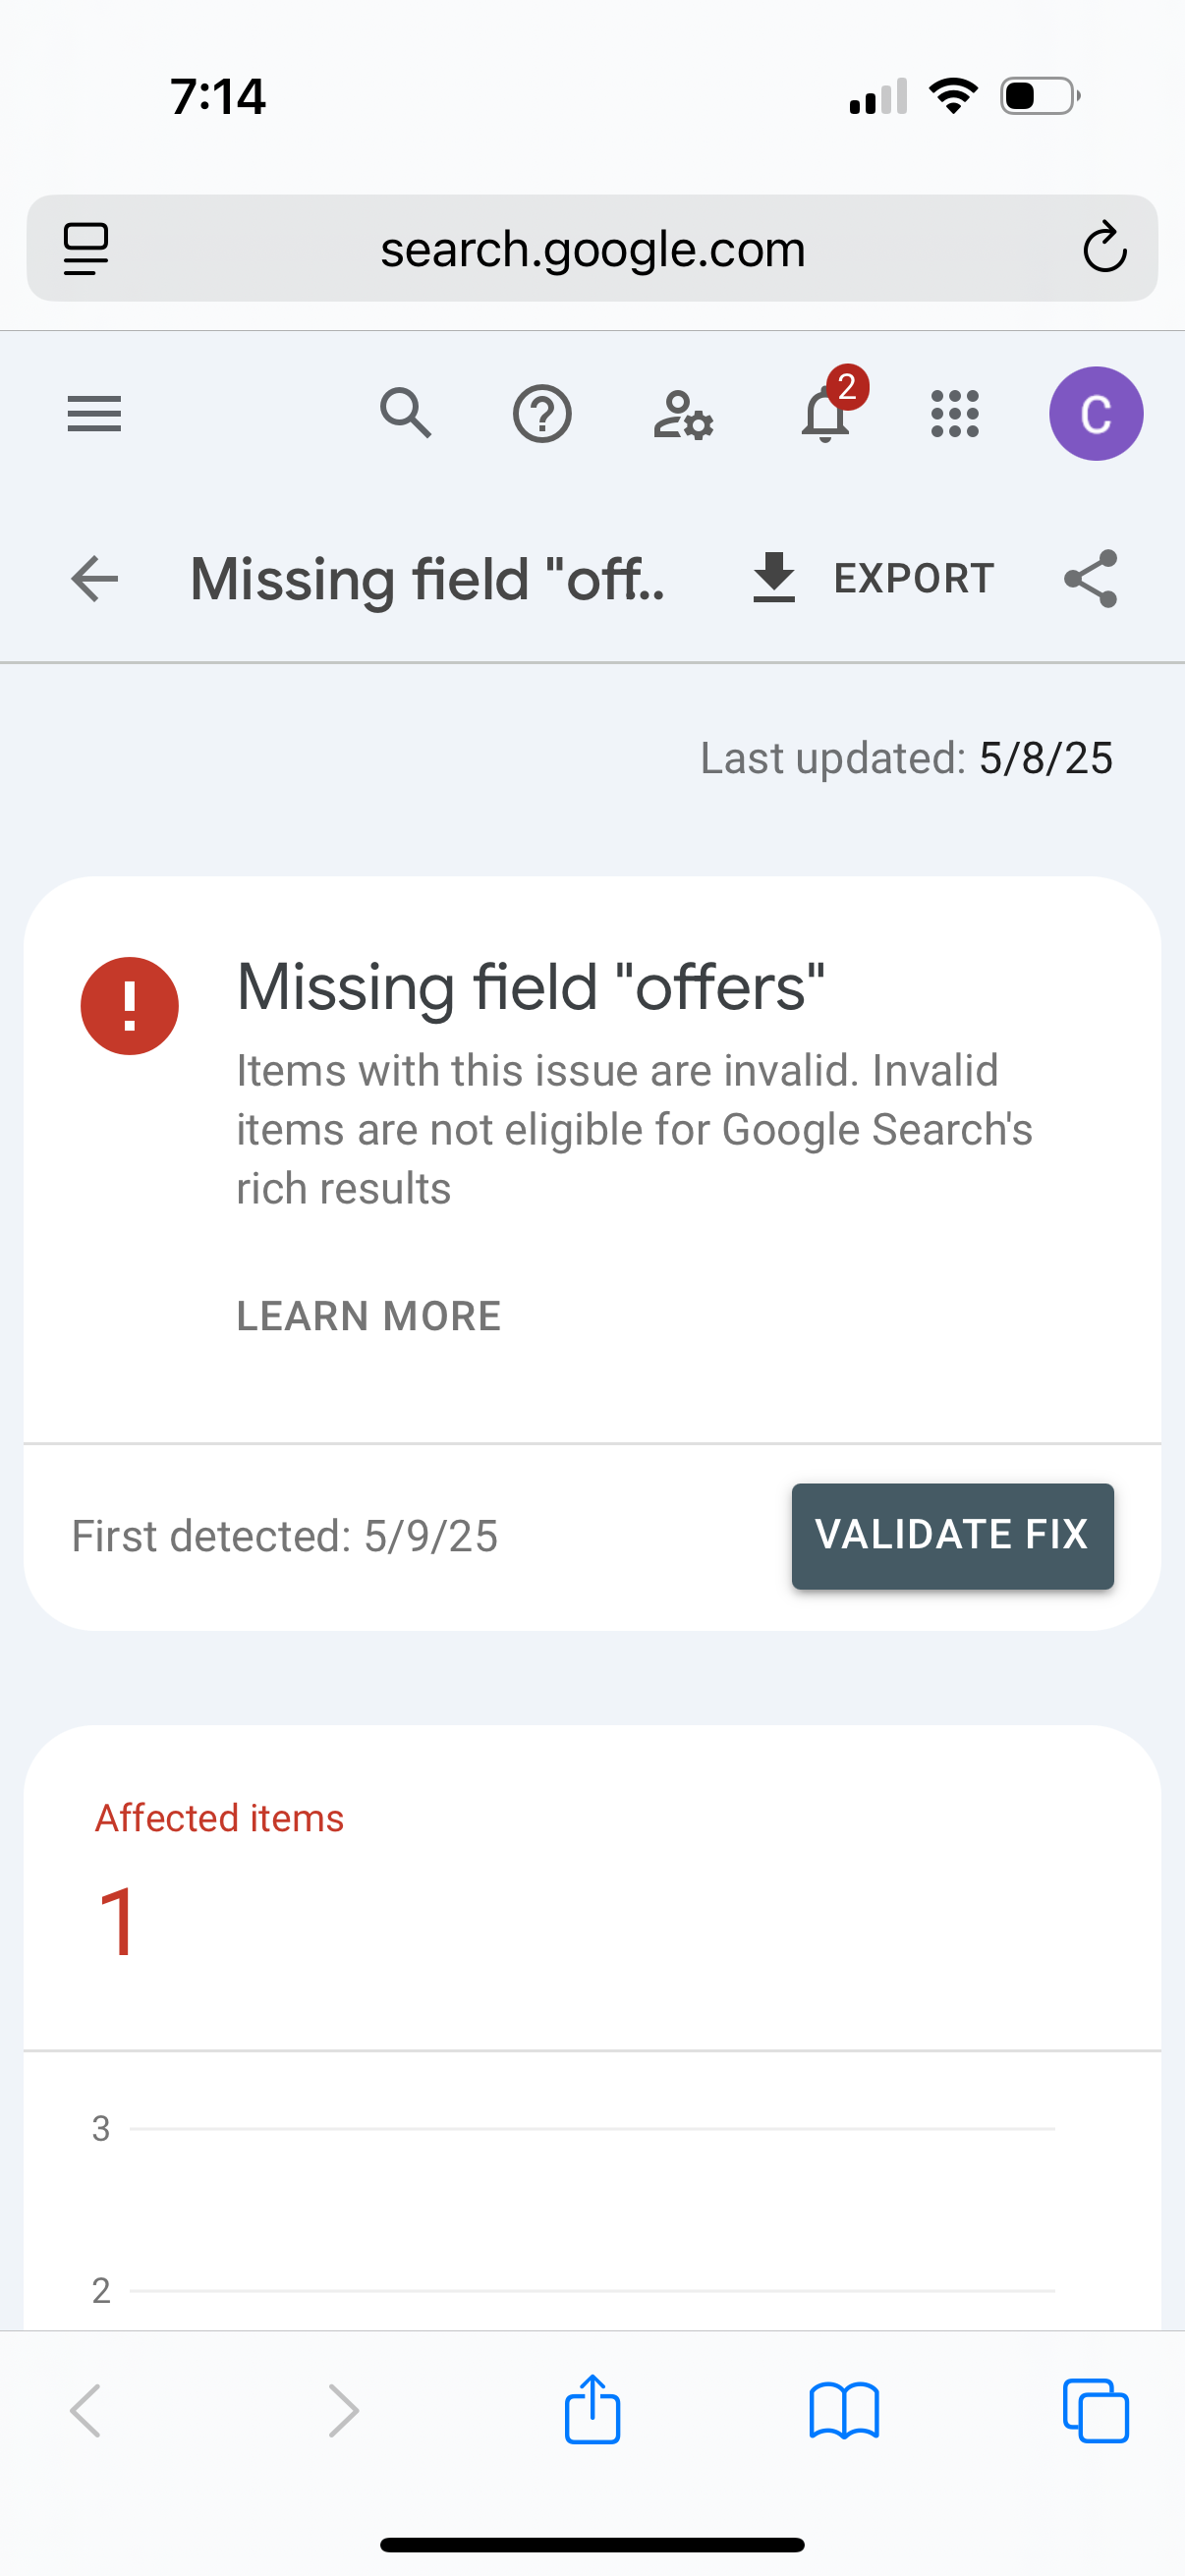 7:14
search.google.com
2
C
Missing field "off..
EXPORT
Last updated: 5/8/25
Missing field "offers"
Items with this issue are invalid. Invalid
items are not eligible for Google Search's
rich results
LEARN MORE
First detected: 5/9/25
VALIDATE FIX
Affected items
1
3
2